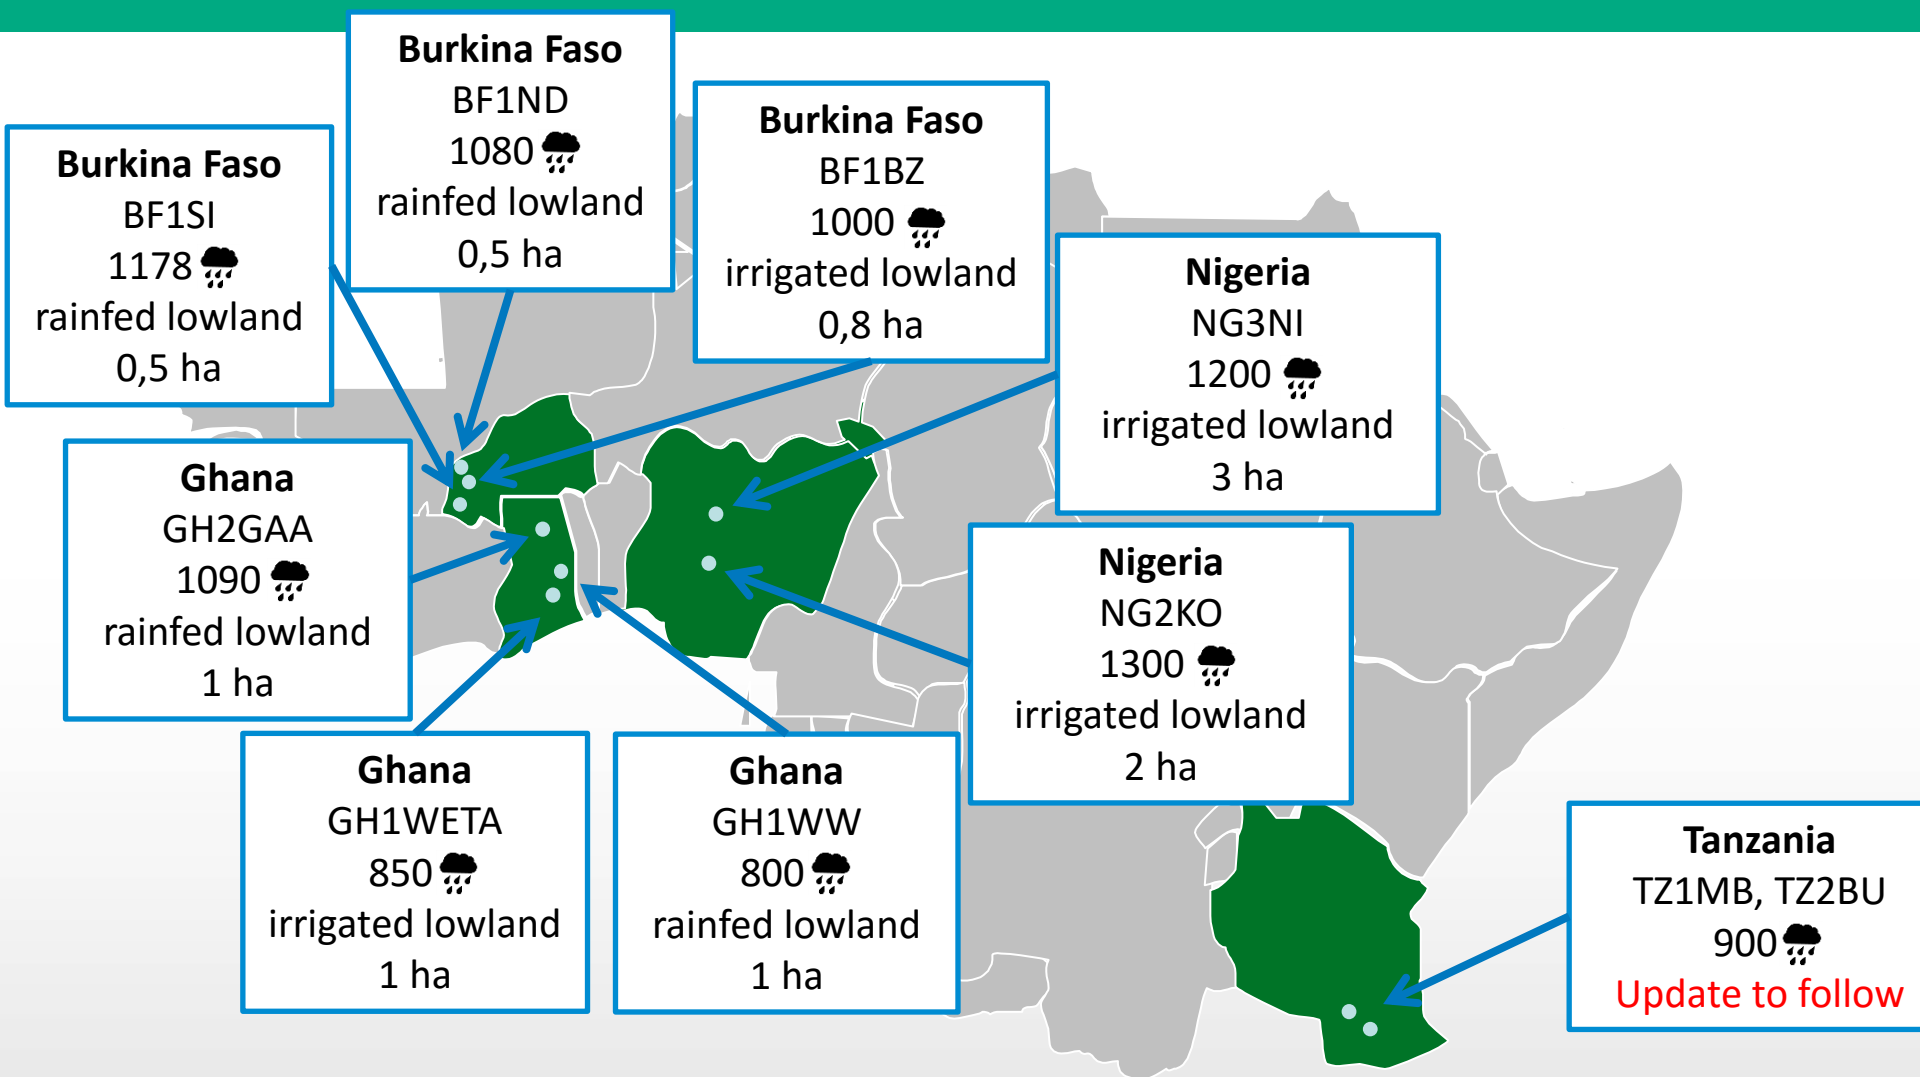 Burkina Faso
BF1SI
1178
rainfed lowland
0,5 ha
Burkina Faso
BF1ND
1080
rainfed lowland
0,5 ha
Burkina Faso
BF1BZ
1000
irrigated lowland
0,8 ha
Nigeria
NG3NI
1200
irrigated lowland
3 ha
Ghana
GH2GAA
1090
rainfed lowland
1 ha
Nigeria
NG2KO
1300
irrigated lowland
2 ha
Ghana
GH1WETA
850
irrigated lowland
1 ha
Ghana
GH1WW
800
rainfed lowland
1 ha
Tanzania
TZ1MB, TZ2BU
900
Update to follow